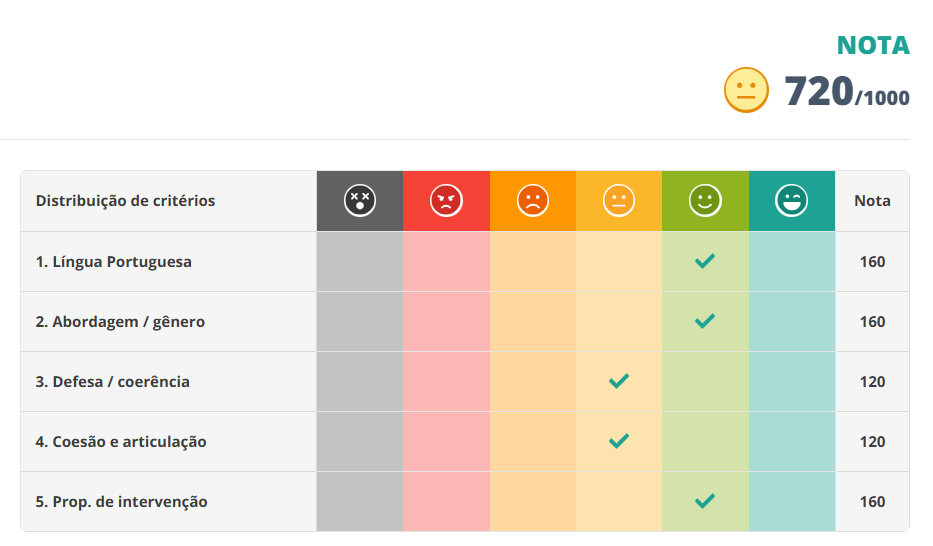 NOTA
720/1000
Distribuição de critérios Nota
1. Língua Portuguesa 160
2. Abordagem / gênero 160
3. Defesa / coerência 120
4. Coesão e articulação 120
5. Prop. de intervenção 160